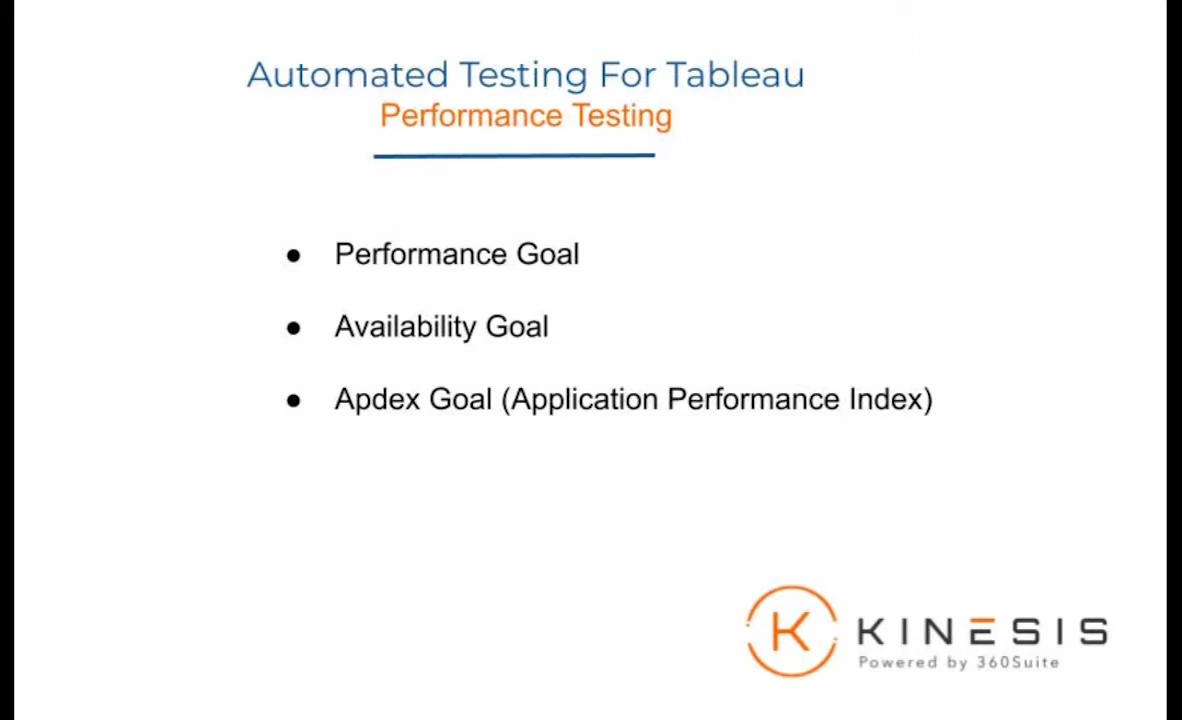 Automated Testing For Tableau
Performance Testing
● Performance Goal
● Availability Goal
● Apdex Goal (Application Performance Index)
K KINESIS
Powered by 360Suite